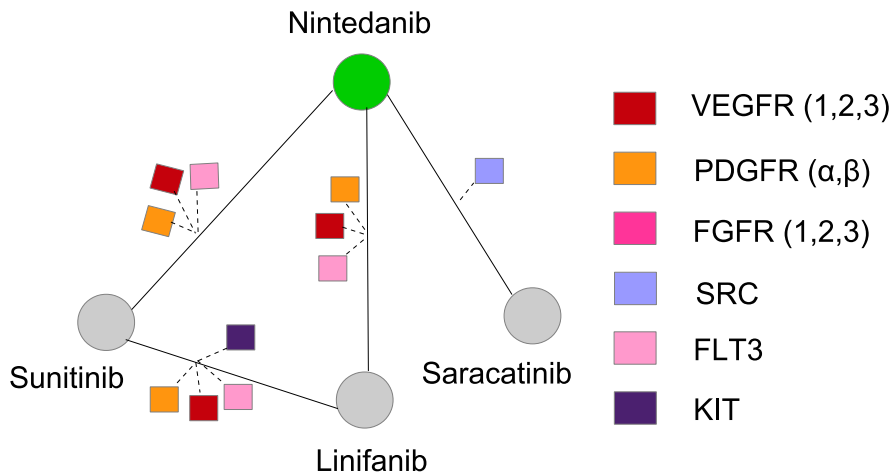 Nintedanib
VEGFR (1,2,3)
PDGFR (α,β)
FGFR (1,2,3)
SRC
FLT3
KIT
Sunitinib
Saracatinib
Linifanib